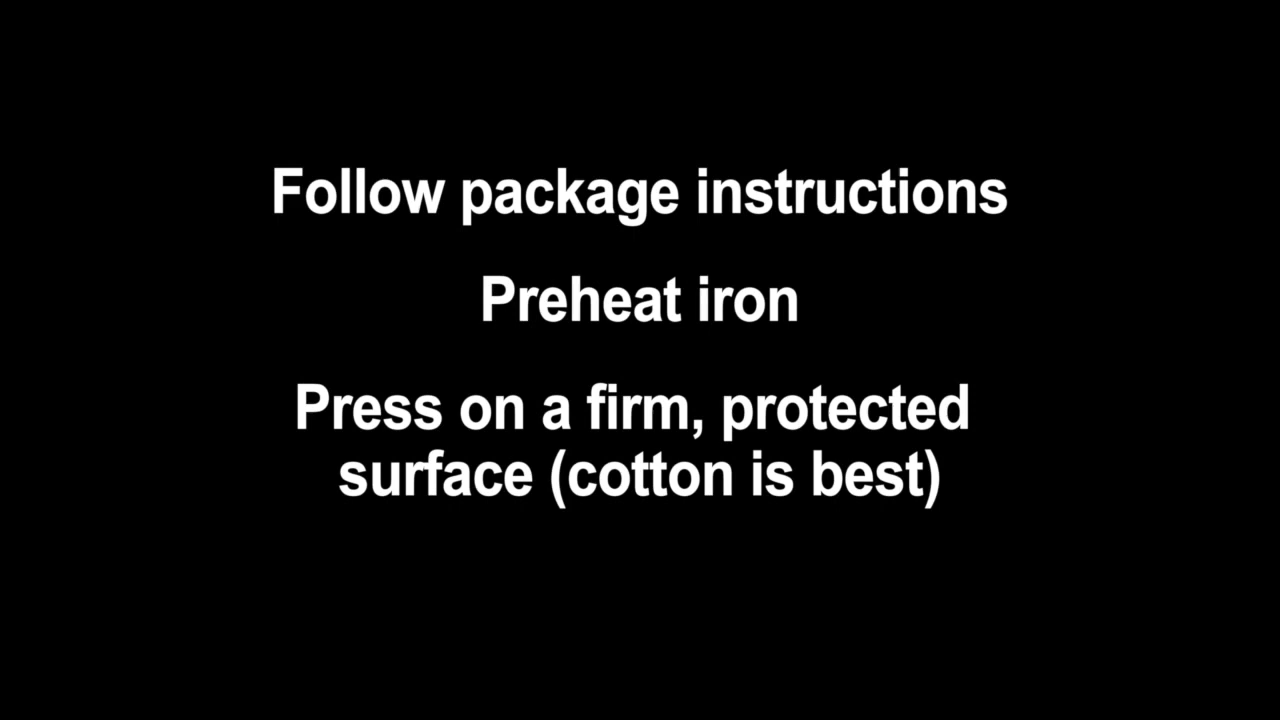 Follow package instructions
Preheat iron
Press on a firm, protected
surface (cotton is best)